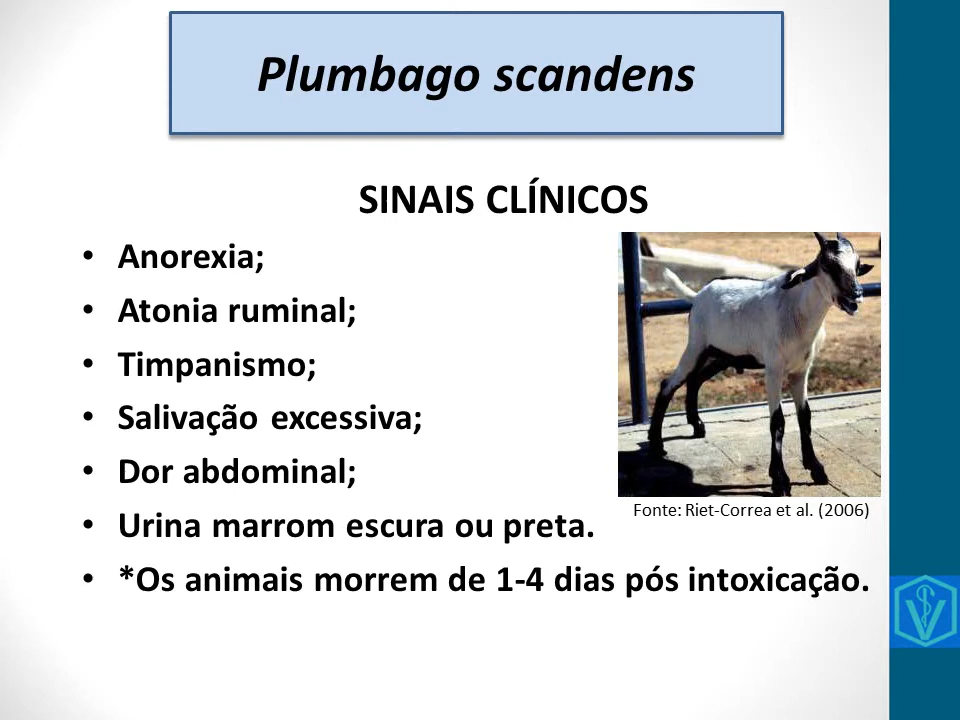 Plumbago scandens
SINAIS CLÍNICOS
• Anorexia;
• Atonia ruminal;
• Timpanismo;
• Salivação excessiva;
• Dor abdominal;
• Urina marrom escura ou preta.
• *Os animais morrem de 1-4 dias pós intoxicação.
Fonte: Riet-Correa et al. (2006)
V